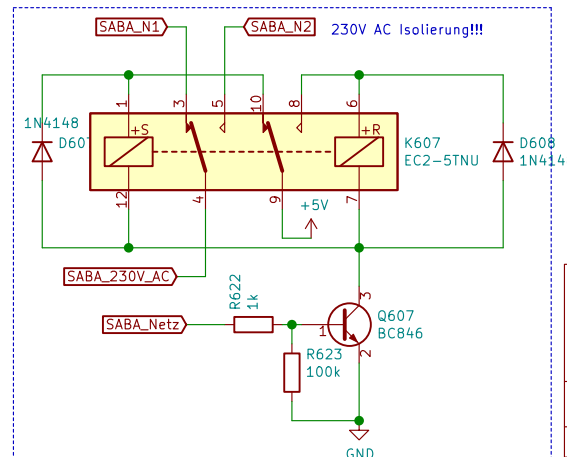 SABA_N1
SABA_N2
230V AC Isolierung!!!
1
3
5
10
8
6
1N4148
D607
+S
+R
K607
EC2-5TNU
D608
1N414
12
4
9
7
+5V
SABA_230V_AC
R622
1k
3
Q607
BC846
SABA_Netz
1
2
R623
100k
GND